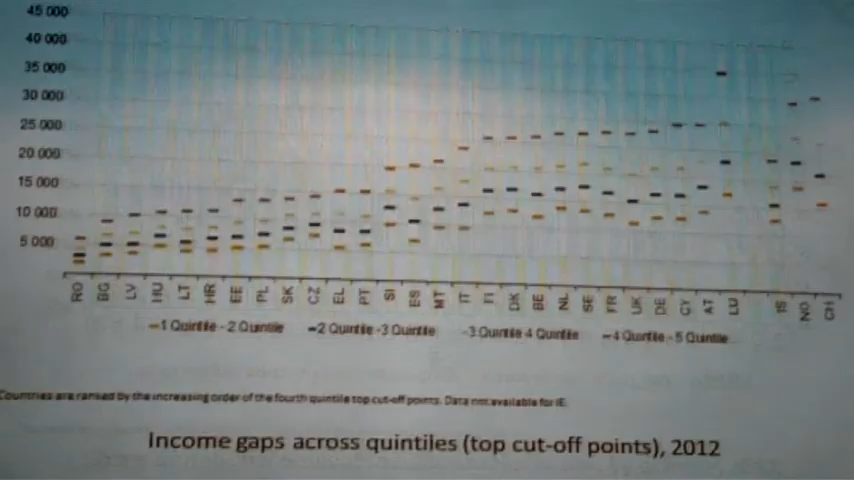 45 000
40 000
35 000
30 000
25 000
20 000
15 000
10 000
5 000
RO BG LV HU LT HR EE PL SK CZ EL PT SI ES MT IT FI DK BE NL SE FR UK DE CY AT LU IS NO CH
1 Quintile - 2 Quintile 2 Quintile -3 Quintile 3 Quintile 4 Quintile 4 Quintile - 5 Quintile
Countries are ranked by the increasing order of the fourth quintile top cut-off points. Data not available for IE.
Income gaps across quintiles (top cut-off points), 2012